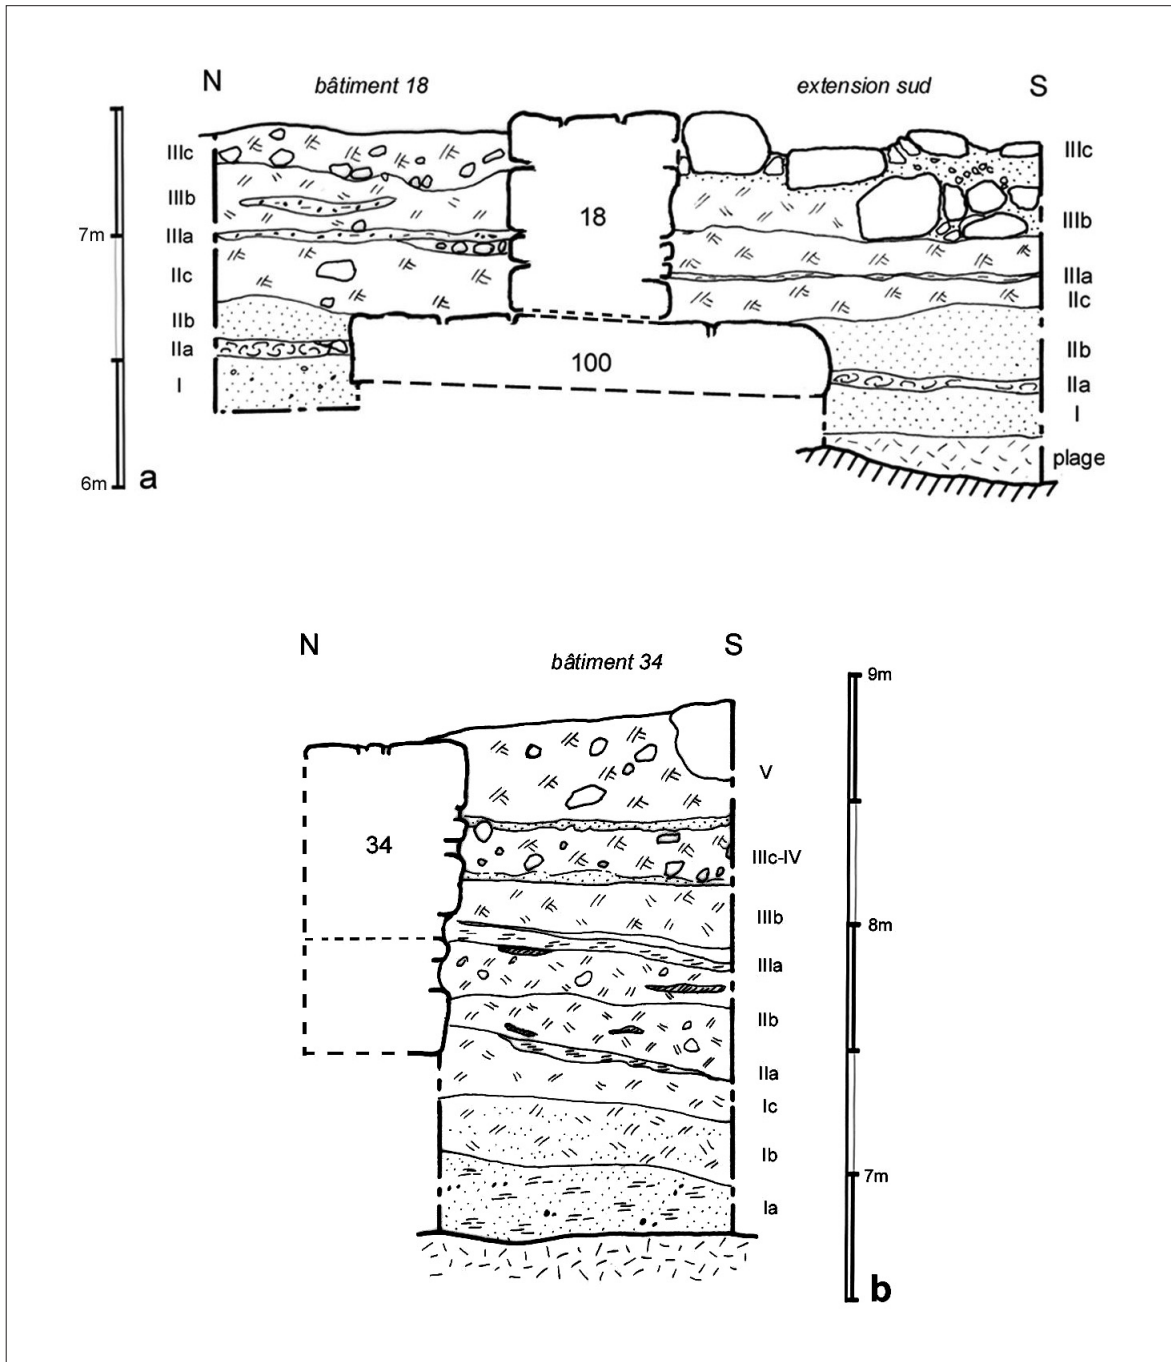 N
bâtiment 18
extension sud
S
IIIc
IIIb
IIIa
IIc
IIb
IIa
I
7m
6m
a
18
100
IIIc
IIIb
IIIa
IIc
IIb
IIa
I
plage
N
bâtiment 34
S
34
V
IIIc-IV
IIIb
IIIa
IIb
IIa
Ic
Ib
Ia
9m
8m
7m
b